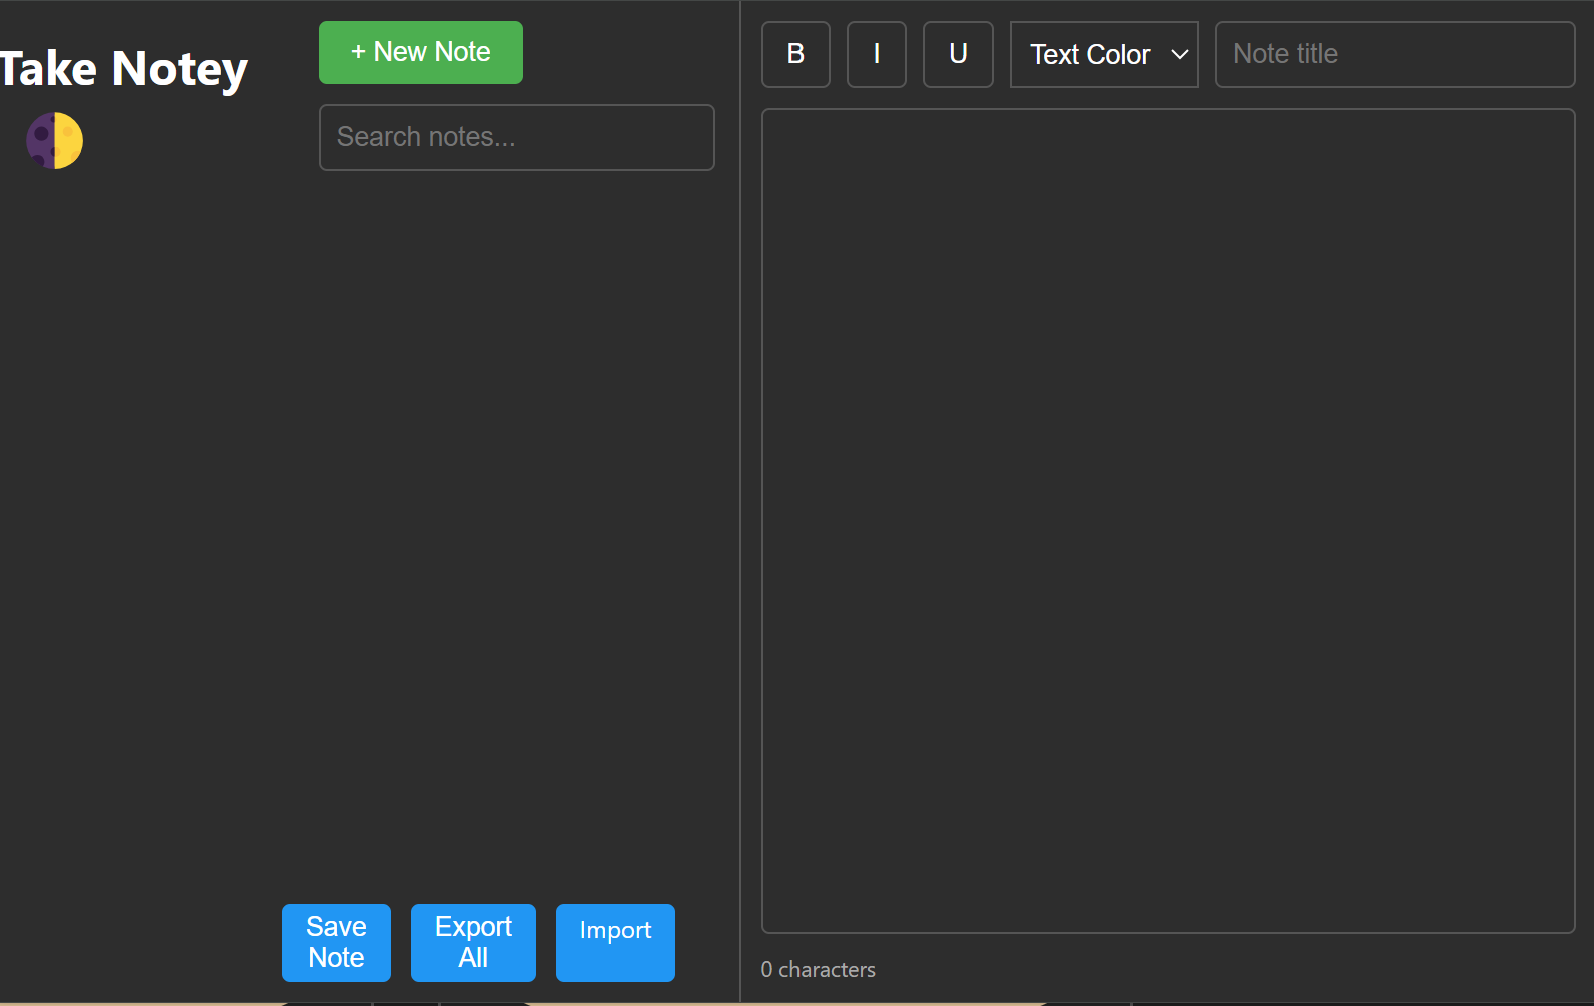 Take Notey
+ New Note
Search notes...
Save
Note
Export
All
Import
B
I
U
Text Color
Note title
0 characters